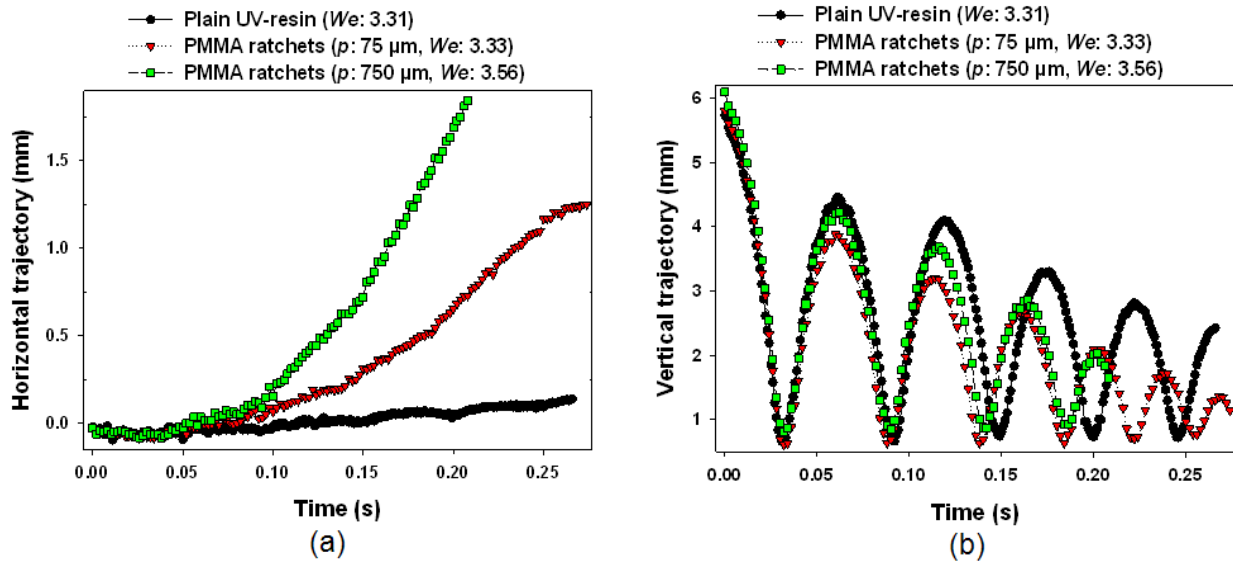 Plain UV-resin (We: 3.31)
PMMA ratchets (p: 75 µm, We: 3.33)
PMMA ratchets (p: 750 µm, We: 3.56)
Horizontal trajectory (mm)
1.5
1.0
0.5
0.0
0.00 0.05 0.10 0.15 0.20 0.25
Time (s)
(a)
Plain UV-resin (We: 3.31)
PMMA ratchets (p: 75 µm, We: 3.33)
PMMA ratchets (p: 750 µm, We: 3.56)
Vertical trajectory (mm)
6
5
4
3
2
1
0.00 0.05 0.10 0.15 0.20 0.25
Time (s)
(b)